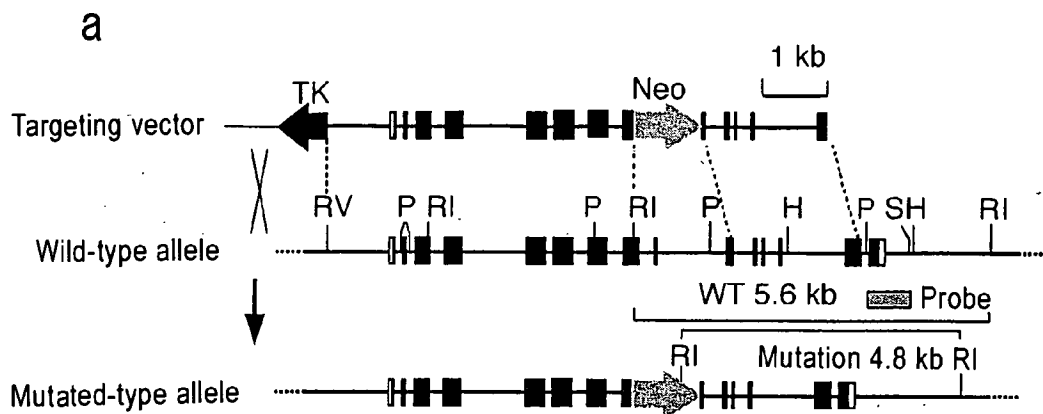 a
1 kb
TK
Neo
Targeting vector
RV P RI P RI P H P SH RI
Wild-type allele
WT 5.6 kb Probe
RI Mutation 4.8 kb RI
Mutated-type allele